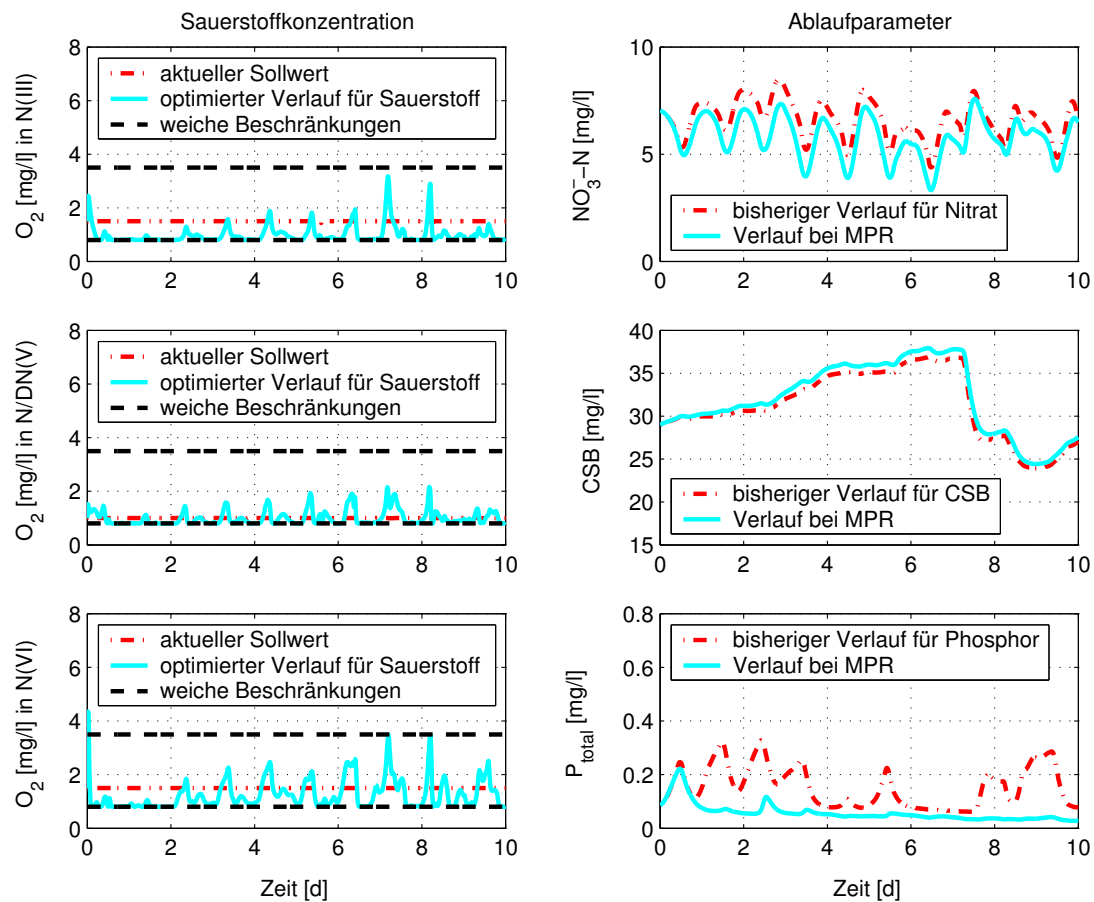 Sauerstoffkonzentration
8
6
4
2
0
O₂ [mg/l] in N(III)
aktueller Sollwert
optimierter Verlauf für Sauerstoff
weiche Beschränkungen
0 2 4 6 8 10
Ablaufparameter
10
5
0
NO₃⁻–N [mg/l]
bisheriger Verlauf für Nitrat
Verlauf bei MPR
0 2 4 6 8 10
8
6
4
2
0
O₂ [mg/l] in N/DN(V)
aktueller Sollwert
optimierter Verlauf für Sauerstoff
weiche Beschränkungen
0 2 4 6 8 10
40
35
30
25
20
15
CSB [mg/l]
bisheriger Verlauf für CSB
Verlauf bei MPR
0 2 4 6 8 10
8
6
4
2
0
O₂ [mg/l] in N(VI)
aktueller Sollwert
optimierter Verlauf für Sauerstoff
weiche Beschränkungen
0 2 4 6 8 10
Zeit [d]
0.8
0.6
0.4
0.2
0
P_total [mg/l]
bisheriger Verlauf für Phosphor
Verlauf bei MPR
0 2 4 6 8 10
Zeit [d]